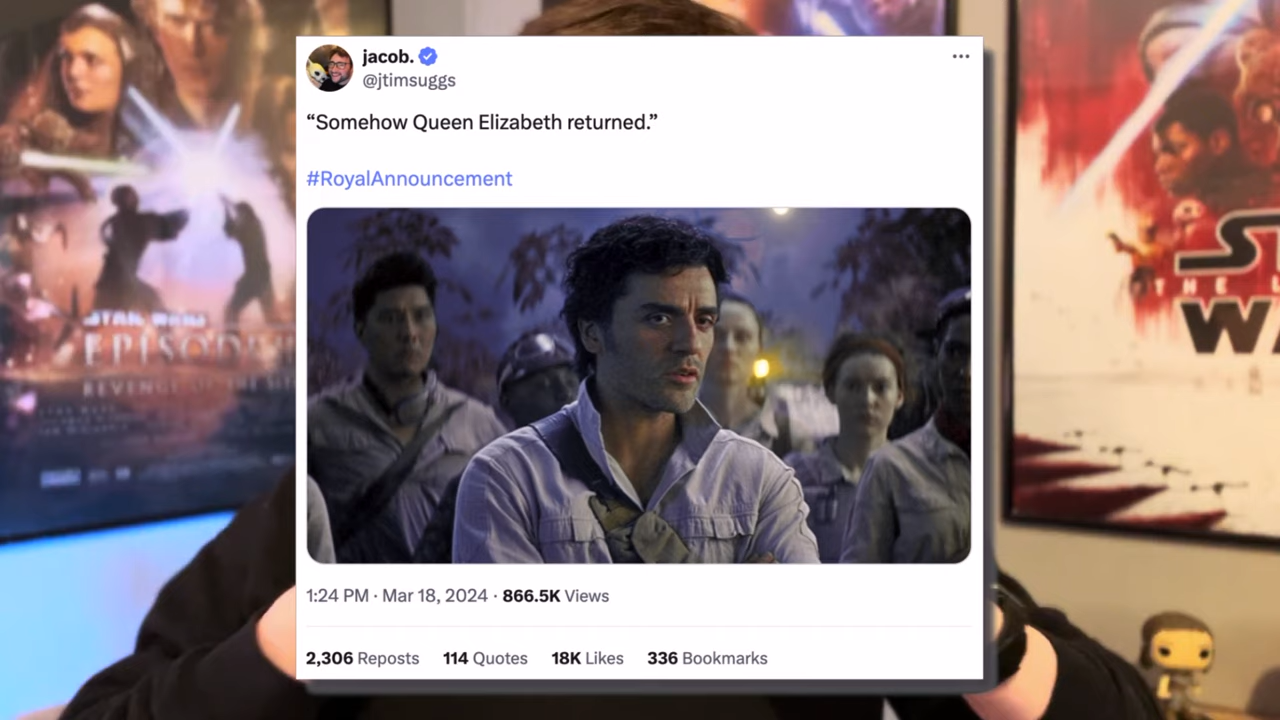 jacob.
@jtimsuggs
“Somehow Queen Elizabeth returned.”
#RoyalAnnouncement
1:24 PM · Mar 18, 2024 · 866.5K Views
2,306 Reposts 114 Quotes 18K Likes 336 Bookmarks
STAR WARS
EPISODE
REVENGE OF THE
THE